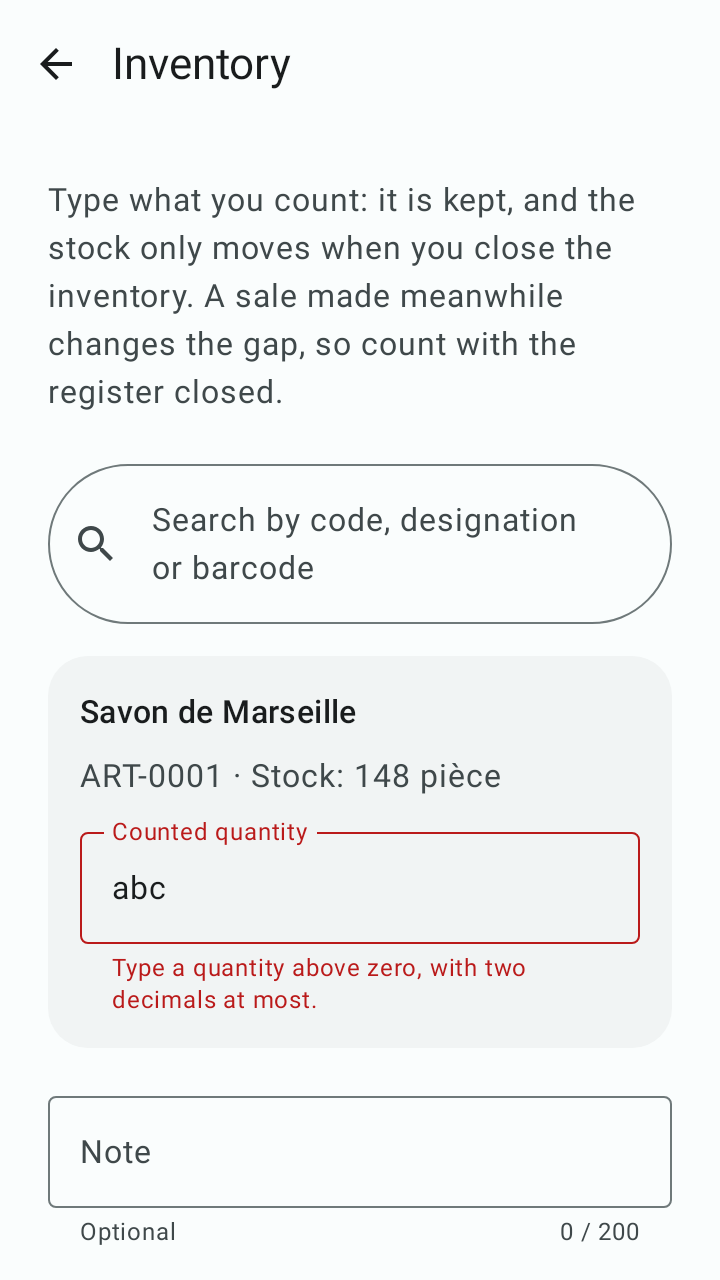 Inventory
Type what you count: it is kept, and the
stock only moves when you close the
inventory. A sale made meanwhile
changes the gap, so count with the
register closed.
Search by code, designation
or barcode
Savon de Marseille
ART-0001 · Stock: 148 pièce
Counted quantity
abc
Type a quantity above zero, with two
decimals at most.
Note
Optional
0 / 200